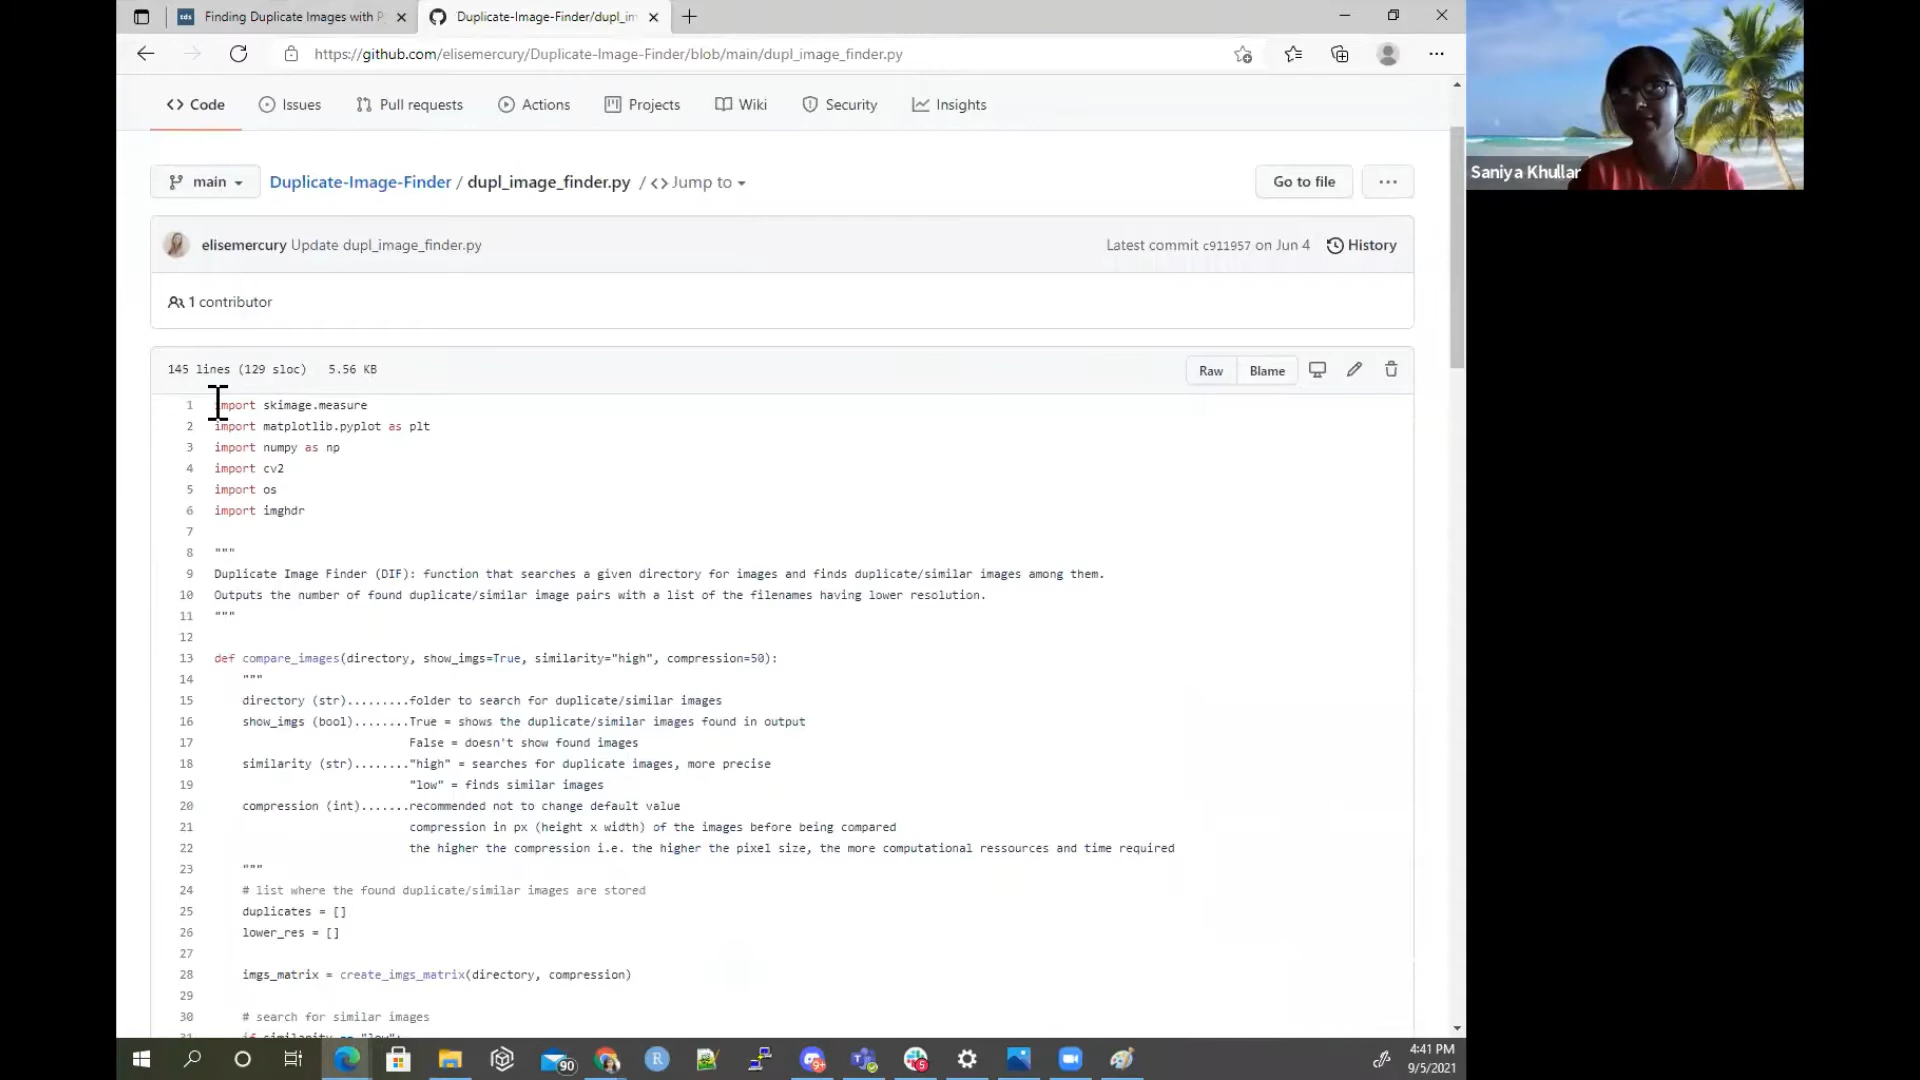 Finding Duplicate Images with P
Duplicate-Image-Finder/dupl_im
https://github.com/elisemercury/Duplicate-Image-Finder/blob/main/dupl_image_finder.py
Code
Issues
Pull requests
Actions
Projects
Wiki
Security
Insights
main
Duplicate-Image-Finder / dupl_image_finder.py / <> Jump to
Go to file
elisemercury Update dupl_image_finder.py
Latest commit c911957 on Jun 4
History
1 contributor
145 lines (129 sloc) 5.56 KB
Raw
Blame
1 import skimage.measure
2 import matplotlib.pyplot as plt
3 import numpy as np
4 import cv2
5 import os
6 import imghdr
7
8 """
9 Duplicate Image Finder (DIF): function that searches a given directory for images and finds duplicate/similar images among them.
10 Outputs the number of found duplicate/similar image pairs with a list of the filenames having lower resolution.
11 """
12
13 def compare_images(directory, show_imgs=True, similarity="high", compression=50):
14 """
15 directory (str).........folder to search for duplicate/similar images
16 show_imgs (bool)........True = shows the duplicate/similar images found in output
17 False = doesn't show found images
18 similarity (str)........"high" = searches for duplicate images, more precise
19 "low" = finds similar images
20 compression (int).......recommended not to change default value
21 compression in px (height x width) of the images before being compared
22 the higher the compression i.e. the higher the pixel size, the more computational ressources and time required
23 """
24 # list where the found duplicate/similar images are stored
25 duplicates = []
26 lower_res = []
27
28 imgs_matrix = create_imgs_matrix(directory, compression)
29
30 # search for similar images
31 if similarity == "low":
Saniya Khullar
90
4:41 PM
9/5/2021